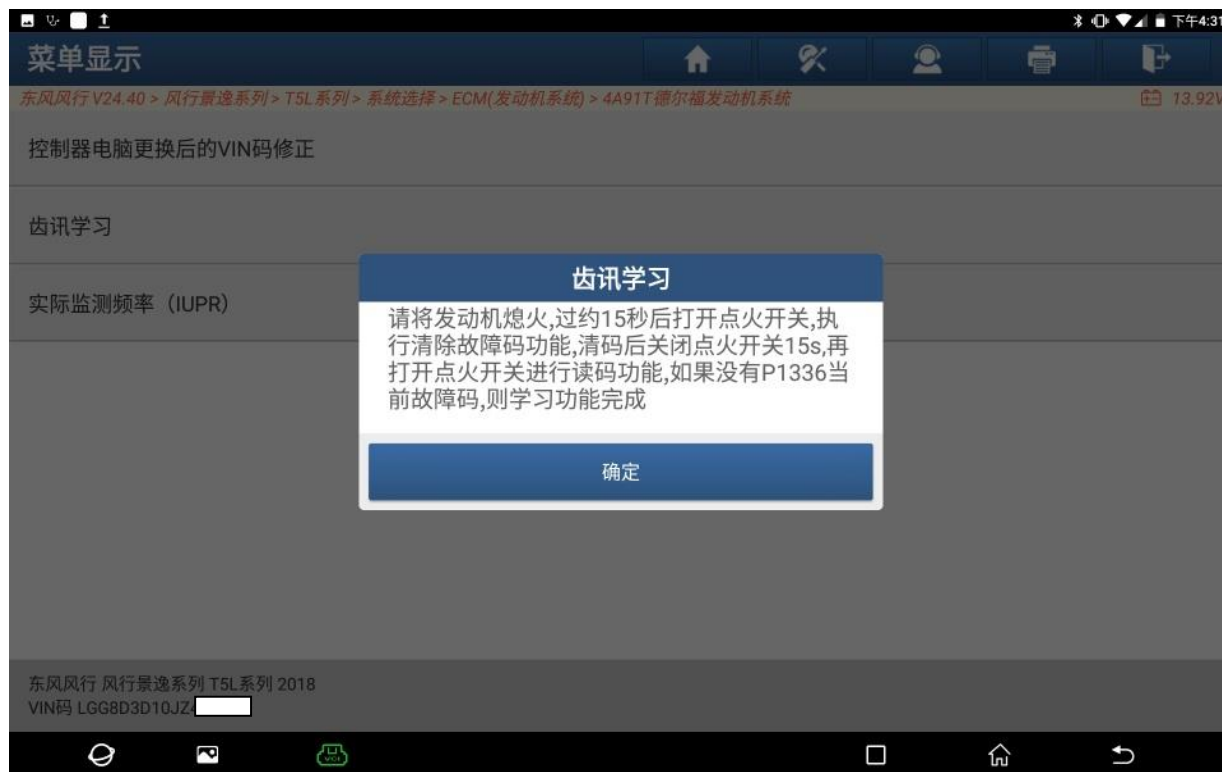 下午4:31
菜单显示
东风风行 V24.40 > 风行景逸系列 > T5L 系列 > 系统选择 > ECM(发动机系统) > 4A91T德尔福发动机系统
13.92V
控制器电脑更换后的VIN码修正
齿讯学习
实际监测频率（IUPR）
齿讯学习
请将发动机熄火,过约15秒后打开点火开关,执
行清除故障码功能,清码后关闭点火开关15s,再
打开点火开关进行读码功能,如果没有P1336当
前故障码,则学习功能完成
确定
东风风行 风行景逸系列 T5L系列 2018
VIN码 LGG8D3D10JZ4
VCI